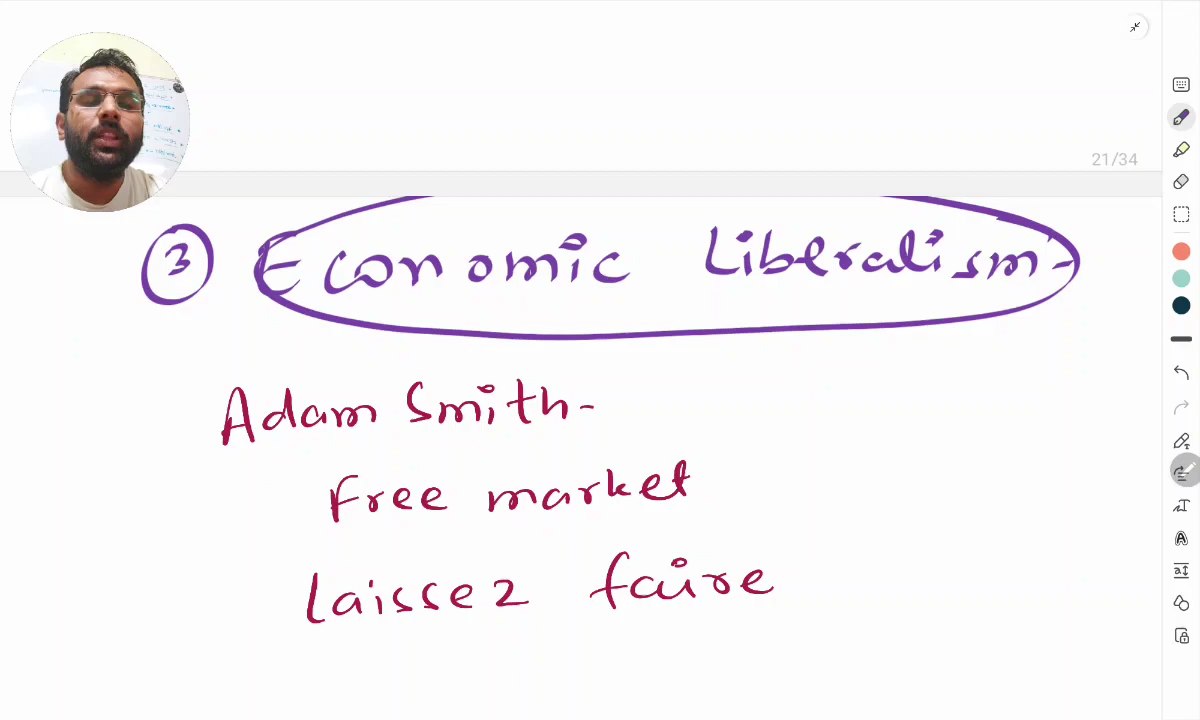 21/34
③ Economic Liberalism-
Adam Smith-
Free market
Laissez faire